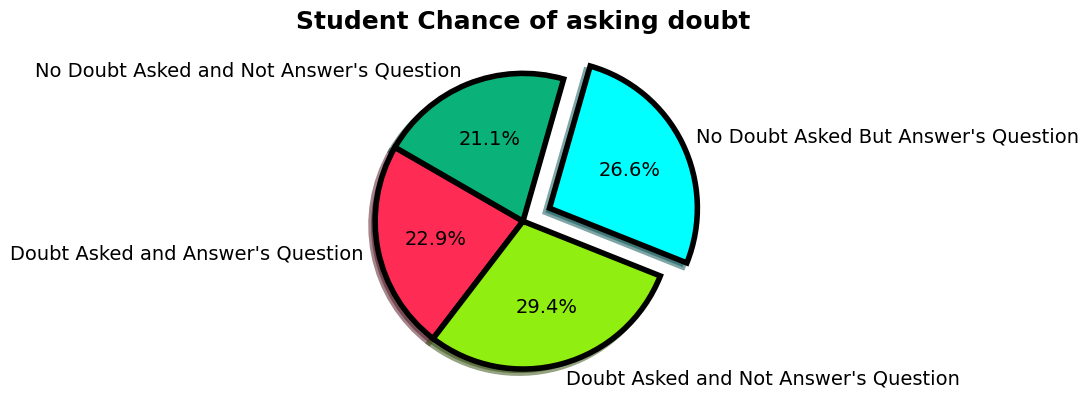 Student Chance of asking doubt
No Doubt Asked and Not Answer's Question
21.1%
No Doubt Asked But Answer's Question
26.6%
Doubt Asked and Answer's Question
22.9%
29.4%
Doubt Asked and Not Answer's Question